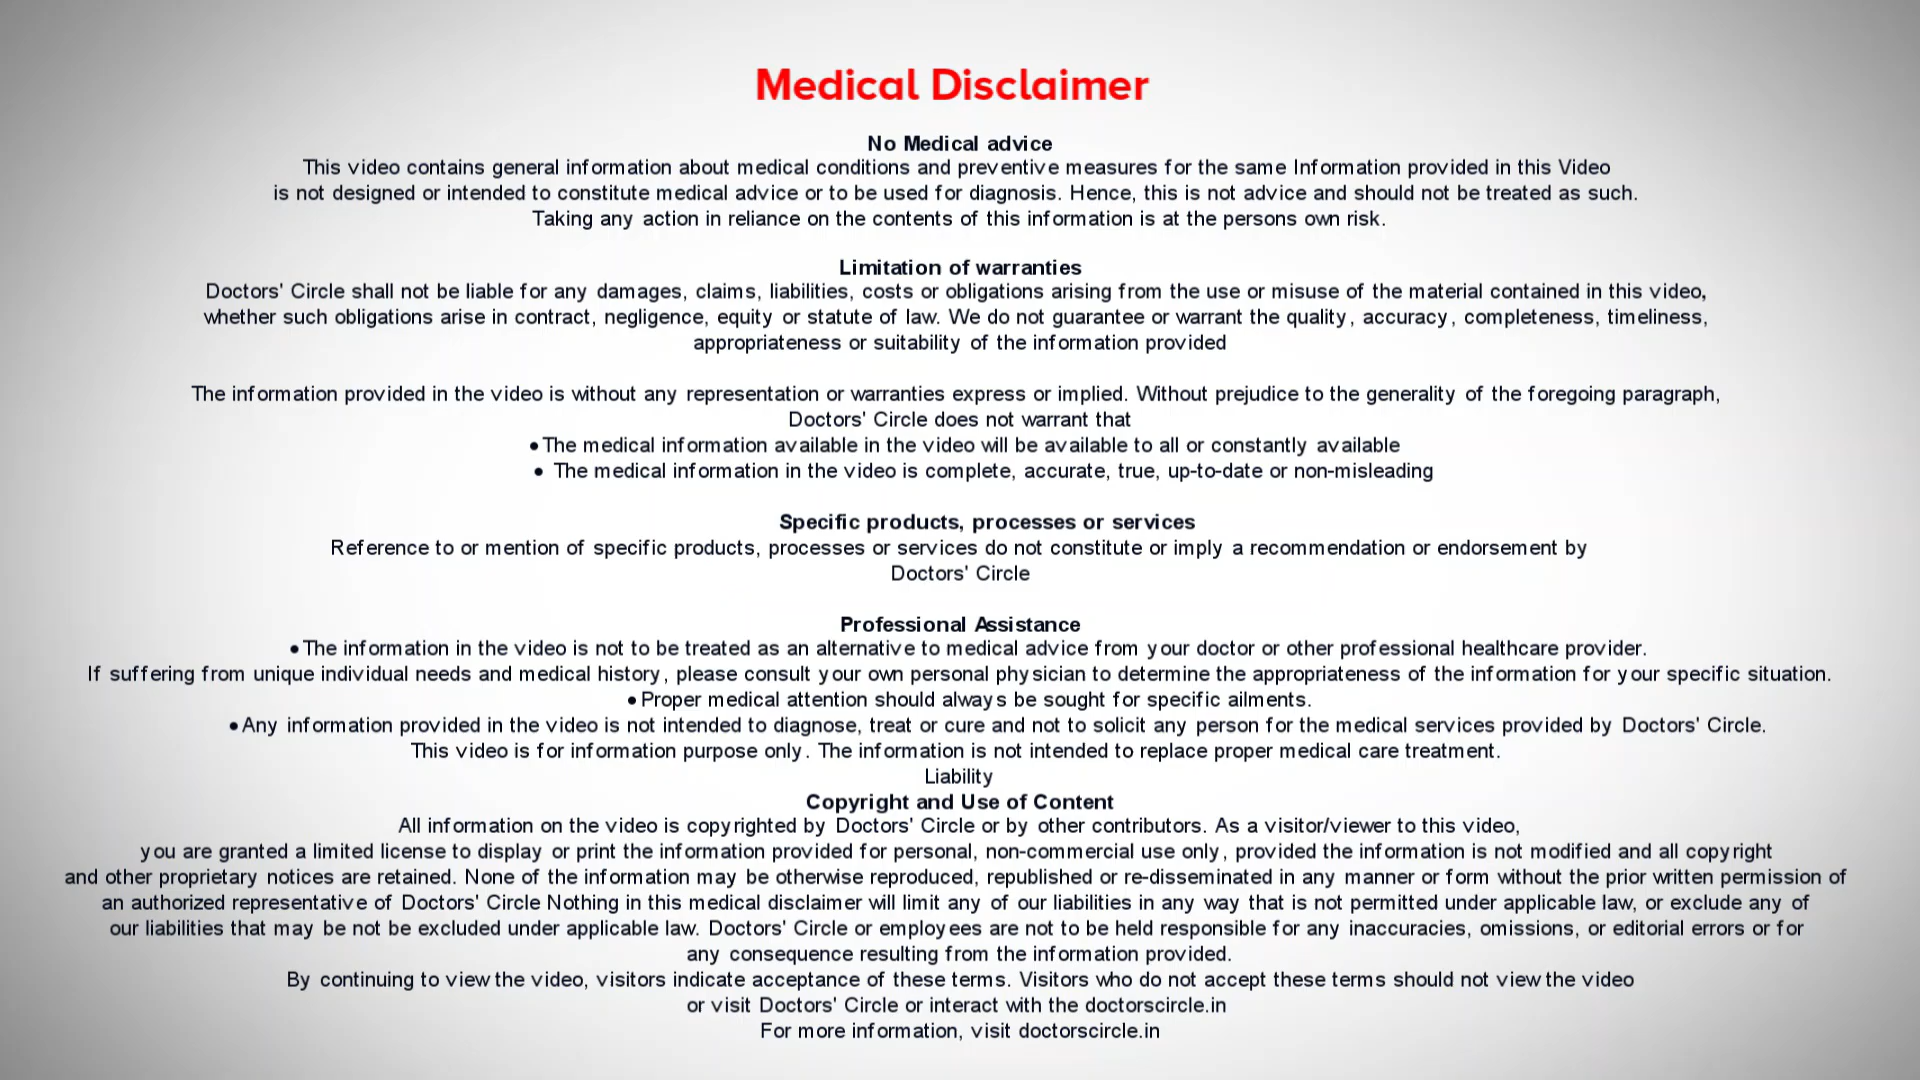 Medical Disclaimer
No Medical advice
This video contains general information about medical conditions and preventive measures for the same Information provided in this Video
is not designed or intended to constitute medical advice or to be used for diagnosis. Hence, this is not advice and should not be treated as such.
Taking any action in reliance on the contents of this information is at the persons own risk.
Limitation of warranties
Doctors' Circle shall not be liable for any damages, claims, liabilities, costs or obligations arising from the use or misuse of the material contained in this video,
whether such obligations arise in contract, negligence, equity or statute of law. We do not guarantee or warrant the quality, accuracy, completeness, timeliness,
appropriateness or suitability of the information provided
The information provided in the video is without any representation or warranties express or implied. Without prejudice to the generality of the foregoing paragraph,
Doctors' Circle does not warrant that
•The medical information available in the video will be available to all or constantly available
• The medical information in the video is complete, accurate, true, up-to-date or non-misleading
Specific products, processes or services
Reference to or mention of specific products, processes or services do not constitute or imply a recommendation or endorsement by
Doctors' Circle
Professional Assistance
•The information in the video is not to be treated as an alternative to medical advice from your doctor or other professional healthcare provider.
If suffering from unique individual needs and medical history, please consult your own personal physician to determine the appropriateness of the information for your specific situation.
•Proper medical attention should always be sought for specific ailments.
•Any information provided in the video is not intended to diagnose, treat or cure and not to solicit any person for the medical services provided by Doctors' Circle.
This video is for information purpose only. The information is not intended to replace proper medical care treatment.
Liability
Copyright and Use of Content
All information on the video is copyrighted by Doctors' Circle or by other contributors. As a visitor/viewer to this video,
you are granted a limited license to display or print the information provided for personal, non-commercial use only, provided the information is not modified and all copyright
and other proprietary notices are retained. None of the information may be otherwise reproduced, republished or re-disseminated in any manner or form without the prior written permission of
an authorized representative of Doctors' Circle Nothing in this medical disclaimer will limit any of our liabilities in any way that is not permitted under applicable law, or exclude any of
our liabilities that may be not be excluded under applicable law. Doctors' Circle or employees are not to be held responsible for any inaccuracies, omissions, or editorial errors or for
any consequence resulting from the information provided.
By continuing to view the video, visitors indicate acceptance of these terms. Visitors who do not accept these terms should not view the video
or visit Doctors' Circle or interact with the doctorscircle.in
For more information, visit doctorscircle.in